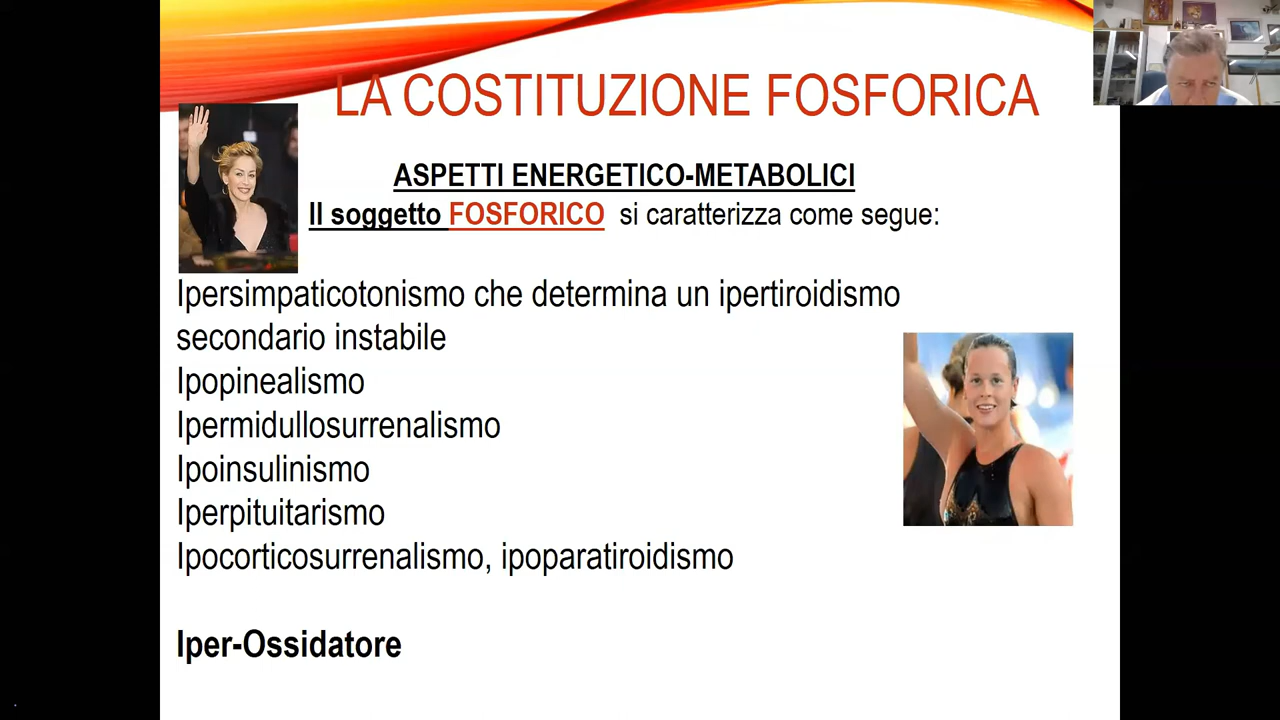 LA COSTITUZIONE FOSFORICA
ASPETTI ENERGETICO-METABOLICI
Il soggetto FOSFORICO si caratterizza come segue:
Ipersimpaticotonismo che determina un ipertiroidismo
secondario instabile
Ipopinealismo
Ipermidullosurrenalismo
Ipoinsulinismo
Iperpituitarismo
Ipocorticosurrenalismo, ipoparatiroidismo
Iper-Ossidatore